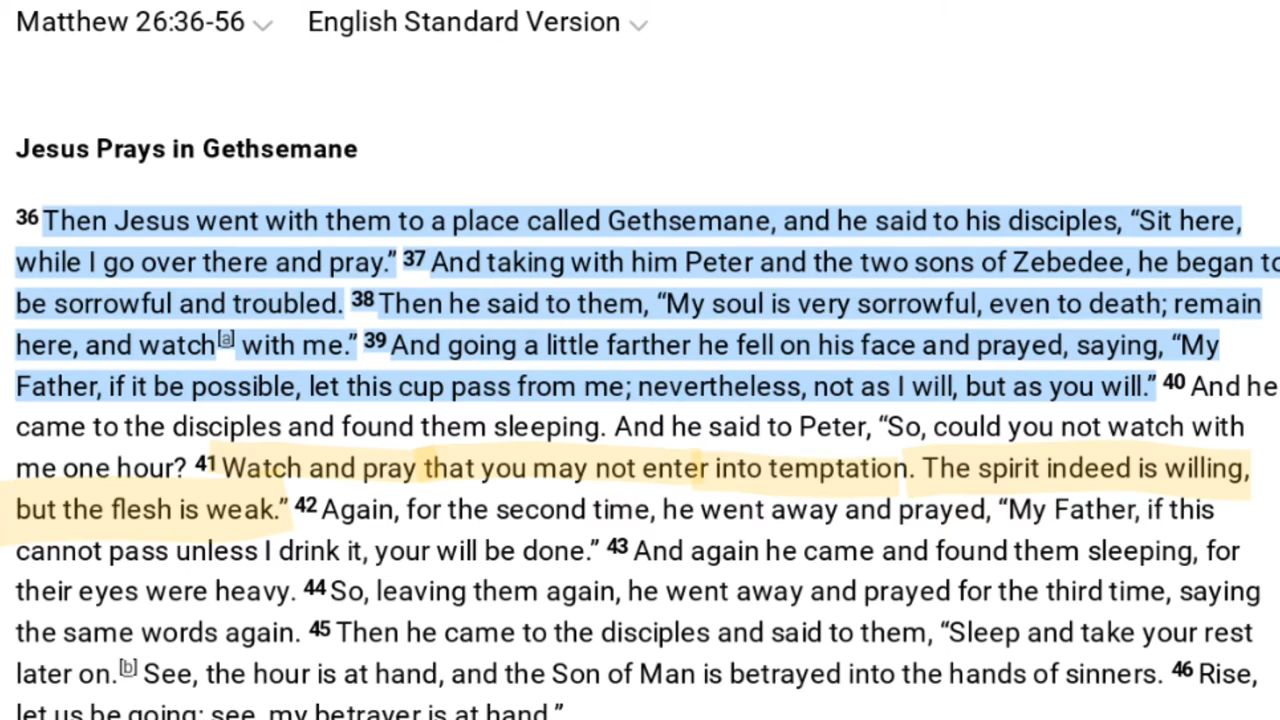 Matthew 26:36-56 English Standard Version
Jesus Prays in Gethsemane
36 Then Jesus went with them to a place called Gethsemane, and he said to his disciples, “Sit here,
while I go over there and pray.” 37 And taking with him Peter and the two sons of Zebedee, he began to
be sorrowful and troubled. 38 Then he said to them, “My soul is very sorrowful, even to death; remain
here, and watch[a] with me.” 39 And going a little farther he fell on his face and prayed, saying, “My
Father, if it be possible, let this cup pass from me; nevertheless, not as I will, but as you will.” 40 And he
came to the disciples and found them sleeping. And he said to Peter, “So, could you not watch with
me one hour? 41 Watch and pray that you may not enter into temptation. The spirit indeed is willing,
but the flesh is weak.” 42 Again, for the second time, he went away and prayed, “My Father, if this
cannot pass unless I drink it, your will be done.” 43 And again he came and found them sleeping, for
their eyes were heavy. 44 So, leaving them again, he went away and prayed for the third time, saying
the same words again. 45 Then he came to the disciples and said to them, “Sleep and take your rest
later on.[b] See, the hour is at hand, and the Son of Man is betrayed into the hands of sinners. 46 Rise,
let us be going; see, my betrayer is at hand.”